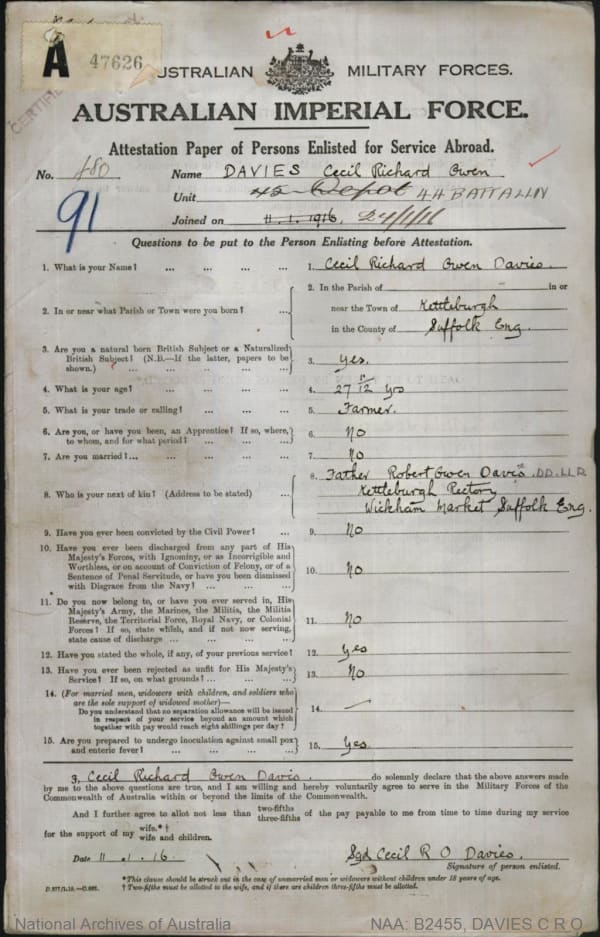 A 47626
CERTIFI
AUSTRALIAN MILITARY FORCES.
AUSTRALIAN IMPERIAL FORCE.
Attestation Paper of Persons Enlisted for Service Abroad.
No. 480 Name DAVIES Cecil Richard Owen
Unit 45 Depot 44 BATTALION
91 Joined on 11.1.1916. 24/1/16
Questions to be put to the Person Enlisting before Attestation.
1. What is your Name? ... ... ... ... 1. Cecil Richard Owen Davies.
2. In or near what Parish or Town were you born? ... 2. In the Parish of in or
near the Town of Kettleburgh
in the County of Suffolk Eng.
3. Are you a natural born British Subject or a Naturalized
British Subject? (N.B.—If the latter, papers to be
shown.) ... ... ... ... 3. Yes.
4. What is your age? ... ... ... 4. 27 11/12 yrs
5. What is your trade or calling? ... ... ... 5. Farmer.
6. Are you, or have you been, an Apprentice? If so, where,
to whom, and for what period? ... ... ... 6. No
7. Are you married?... ... ... ... ... 7. No
8. Who is your next of kin? (Address to be stated) ... 8. Father Robert Owen Davies. DD. LL.D.
Kettleburgh Rectory
Wickham Market Suffolk Eng.
9. Have you ever been convicted by the Civil Power? ... 9. No
10. Have you ever been discharged from any part of His
Majesty's Forces, with Ignominy, or as Incorrigible and
Worthless, or on account of Conviction of Felony, or of a
Sentence of Penal Servitude, or have you been dismissed
with Disgrace from the Navy? ... ... ... 10. No
11. Do you now belong to, or have you ever served in, His
Majesty's Army, the Marines, the Militia, the Militia
Reserve, the Territorial Force, Royal Navy, or Colonial
Forces? If so, state which, and if not now serving,
state cause of discharge ... ... ... ... 11. No
12. Have you stated the whole, if any, of your previous service? 12. Yes
13. Have you ever been rejected as unfit for His Majesty's
Service? If so, on what grounds? ... ... ... 13. No
14. (For married men, widowers with children, and soldiers who
are the sole support of widowed mother)—
Do you understand that no separation allowance will be issued
in respect of your service beyond an amount which
together with pay would reach eight shillings per day? 14. —
15. Are you prepared to undergo inoculation against small pox
and enteric fever? ... ... ... ... 15. Yes.
I, Cecil Richard Owen Davies. do solemnly declare that the above answers made
by me to the above questions are true, and I am willing and hereby voluntarily agree to serve in the Military Forces of the
Commonwealth of Australia within or beyond the limits of the Commonwealth.
And I further agree to allot not less than two-fifths three-fifths of the pay payable to me from time to time during my service
for the support of my wife.*† wife and children.
Date 11.1.16. Sgd Cecil R O Davies.
Signature of person enlisted.
*This clause should be struck out in the case of unmarried men or widowers without children under 18 years of age.
† Two-fifths must be allotted to the wife, and if there are children three-fifths must be allotted.
National Archives of Australia NAA: B2455, DAVIES C R O